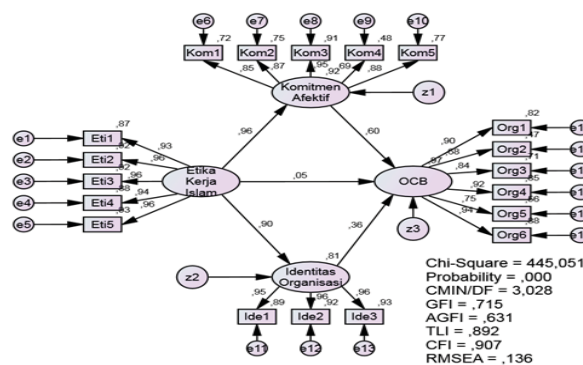 e6 e7 e8 e9 e10
,72 ,75 ,91 ,48 ,77
Kom1 Kom2 Kom3 Kom4 Kom5
,85 ,87 ,95 ,92 ,69 ,88
Komitmen
Afektif
z1
,96 ,60
e1 Eti1 ,87
e2 Eti2
e3 Eti3
e4 Eti4
e5 Eti5 ,93
,93 ,96 ,96 ,94 ,96
Etika
Kerja
Islam
,05
OCB
,90 ,84 ,92 ,75 ,94
Org1 ,82
Org2
Org3 ,71
Org4
Org5
Org6
z3
,90 ,36
,81
z2
Identitas
Organisasi
,95 ,89 ,96 ,92 ,96 ,93
Ide1 Ide2 Ide3
e11 e12 e13
Chi-Square = 445,051
Probability = ,000
CMIN/DF = 3,028
GFI = ,715
AGFI = ,631
TLI = ,892
CFI = ,907
RMSEA = ,136